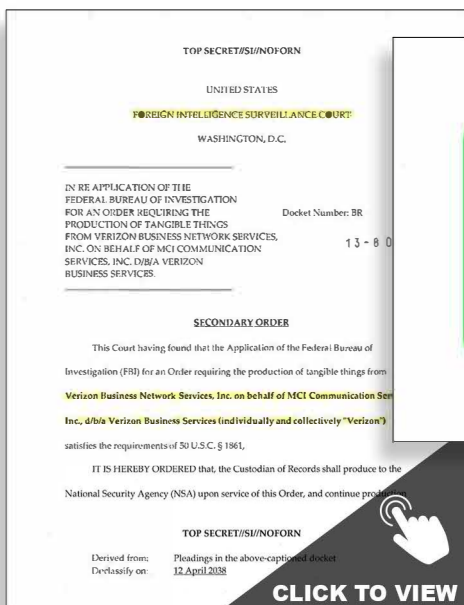 TOP SECRET//SI//NOFORN
UNITED STATES
FOREIGN INTELLIGENCE SURVEILLANCE COURT
WASHINGTON, D.C.
IN RE APPLICATION OF THE
FEDERAL BUREAU OF INVESTIGATION
FOR AN ORDER REQUIRING THE
PRODUCTION OF TANGIBLE THINGS
FROM VERIZON BUSINESS NETWORK SERVICES,
INC. ON BEHALF OF MCI COMMUNICATION
SERVICES, INC. D/B/A VERIZON
BUSINESS SERVICES.
Docket Number: BR
13 - 8 0
SECONDARY ORDER
This Court having found that the Application of the Federal Bureau of
Investigation (FBI) for an Order requiring the production of tangible things from
Verizon Business Network Services, Inc. on behalf of MCI Communication Ser
Inc., d/b/a Verizon Business Services (individually and collectively "Verizon")
satisfies the requirements of 50 U.S.C. § 1861,
IT IS HEREBY ORDERED that, the Custodian of Records shall produce to the
National Security Agency (NSA) upon service of this Order, and continue production
TOP SECRET//SI//NOFORN
Derived from: Pleadings in the above-captioned docket
Declassify on: 12 April 2038
CLICK TO VIEW